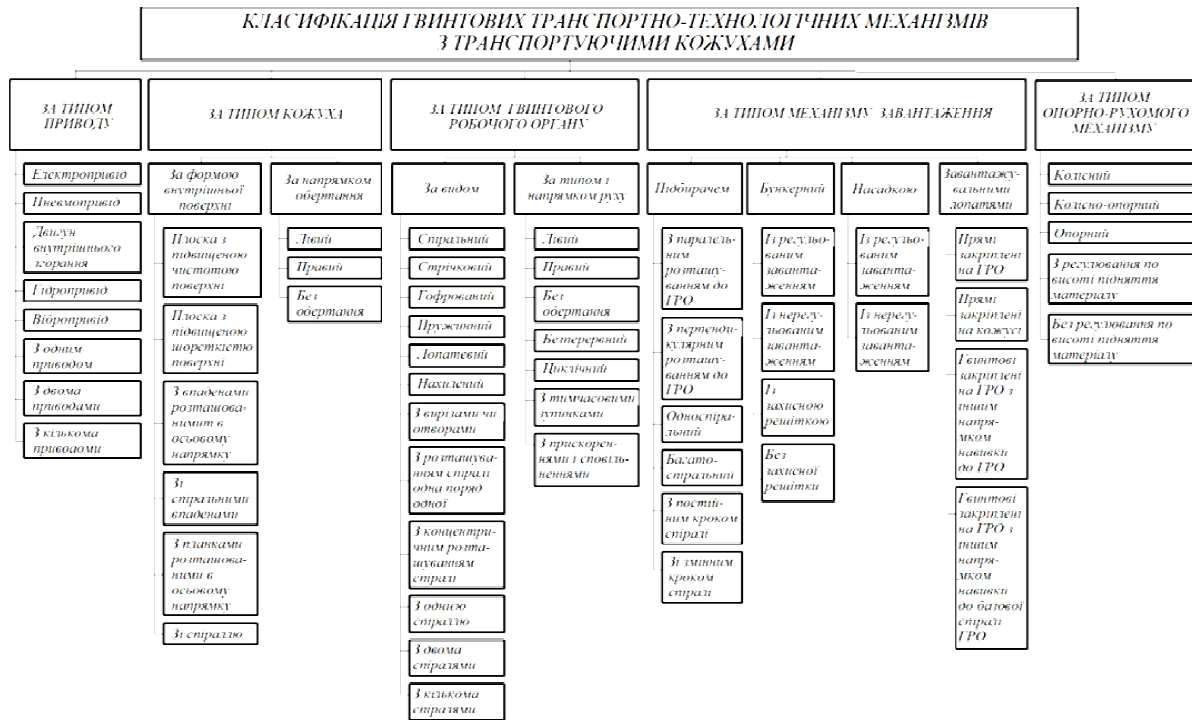 КЛАСИФІКАЦІЯ ГВИНТОВИХ ТРАНСПОРТНО-ТЕХНОЛОГІЧНИХ МЕХАНІЗМІВ
З ТРАНСПОРТУЮЧИМИ КОЖУХАМИ
ЗА ТИПОМ
ПРИВОДУ
Електропривід
Пневмопривід
Двигун
внутрішнього
згорання
Гідропривід
Вібропривід
З одним
приводом
З двома
приводами
З кількома
приводами
ЗА ТИПОМ КОЖУХА
За формою
внутрішньої
поверхні
Плоска з
підвищеною
чистотою
поверхні
Плоска з
підвищеною
шорсткістю
поверхні
З впаденами
розташова-
нимит в
осьовому
напрямку
Зі
спіральними
впаденами
З планками
розташова-
ними в
осьовому
напрямку
Зі спіраллю
За напрямком
обертання
Лівий
Правий
Без
обертання
ЗА ТИПОМ ГВИНТОВОГО
РОБОЧОГО ОРГАНУ
За видом
Спіральний
Стрічковий
Гофрований
Пружинний
Лопатевий
Нахилений
З вирізами чи
отворами
З розташуван-
ням спіралі
одна поряд
одної
З концентри-
чним розта-
шуванням
спіралі
З однією
спіраллю
З двома
спіралями
З кількома
спіралями
За типом і
напрямком руху
Лівий
Правий
Без
обертання
Безперервний
Циклічний
З тимчасовими
зупинками
З прискорен-
нями і сповіль-
неннями
ЗА ТИПОМ МЕХАНІЗМУ ЗАВАНТАЖЕННЯ
Підбирачем
З паралель-
ним
розташу-
ванням до
ГРО
З перпенди-
кулярним
розташу-
ванням до
ГРО
Односпіра-
льний
Багато-
спіральний
З постій-
ним кроком
спіралі
Зі змінним
кроком
спіралі
Бункерний
Із регульо-
ваним
завanta-
женням
Із нерегу-
льованим
заванта-
женням
Із
захисною
решіткою
Без
захисної
решітки
Насадкою
Із регульо-
ваним
заванта-
женням
Із нерегу-
льованим
заванта-
женням
Завантажу-
вальними
лопатями
Прямі
закріплені
на ГРО
Прямі
закріплені
на кожусі
Гвинтові
закріплені
на ГРО з
іншим
напря-
мком
навивки
до ГРО
Гвинтові
закріплені
на ГРО з
іншим
напря-
мком
навивки
до базової
спіралі
ГРО
ЗА ТИПОМ
ОПОРНО-РУХОМОГО
МЕХАНІЗМУ
Колісний
Колісно-опорний
Опорний
З регулювання по
висоті підняття
матеріалу
Без регулювання по
висоті підняття
матеріалу